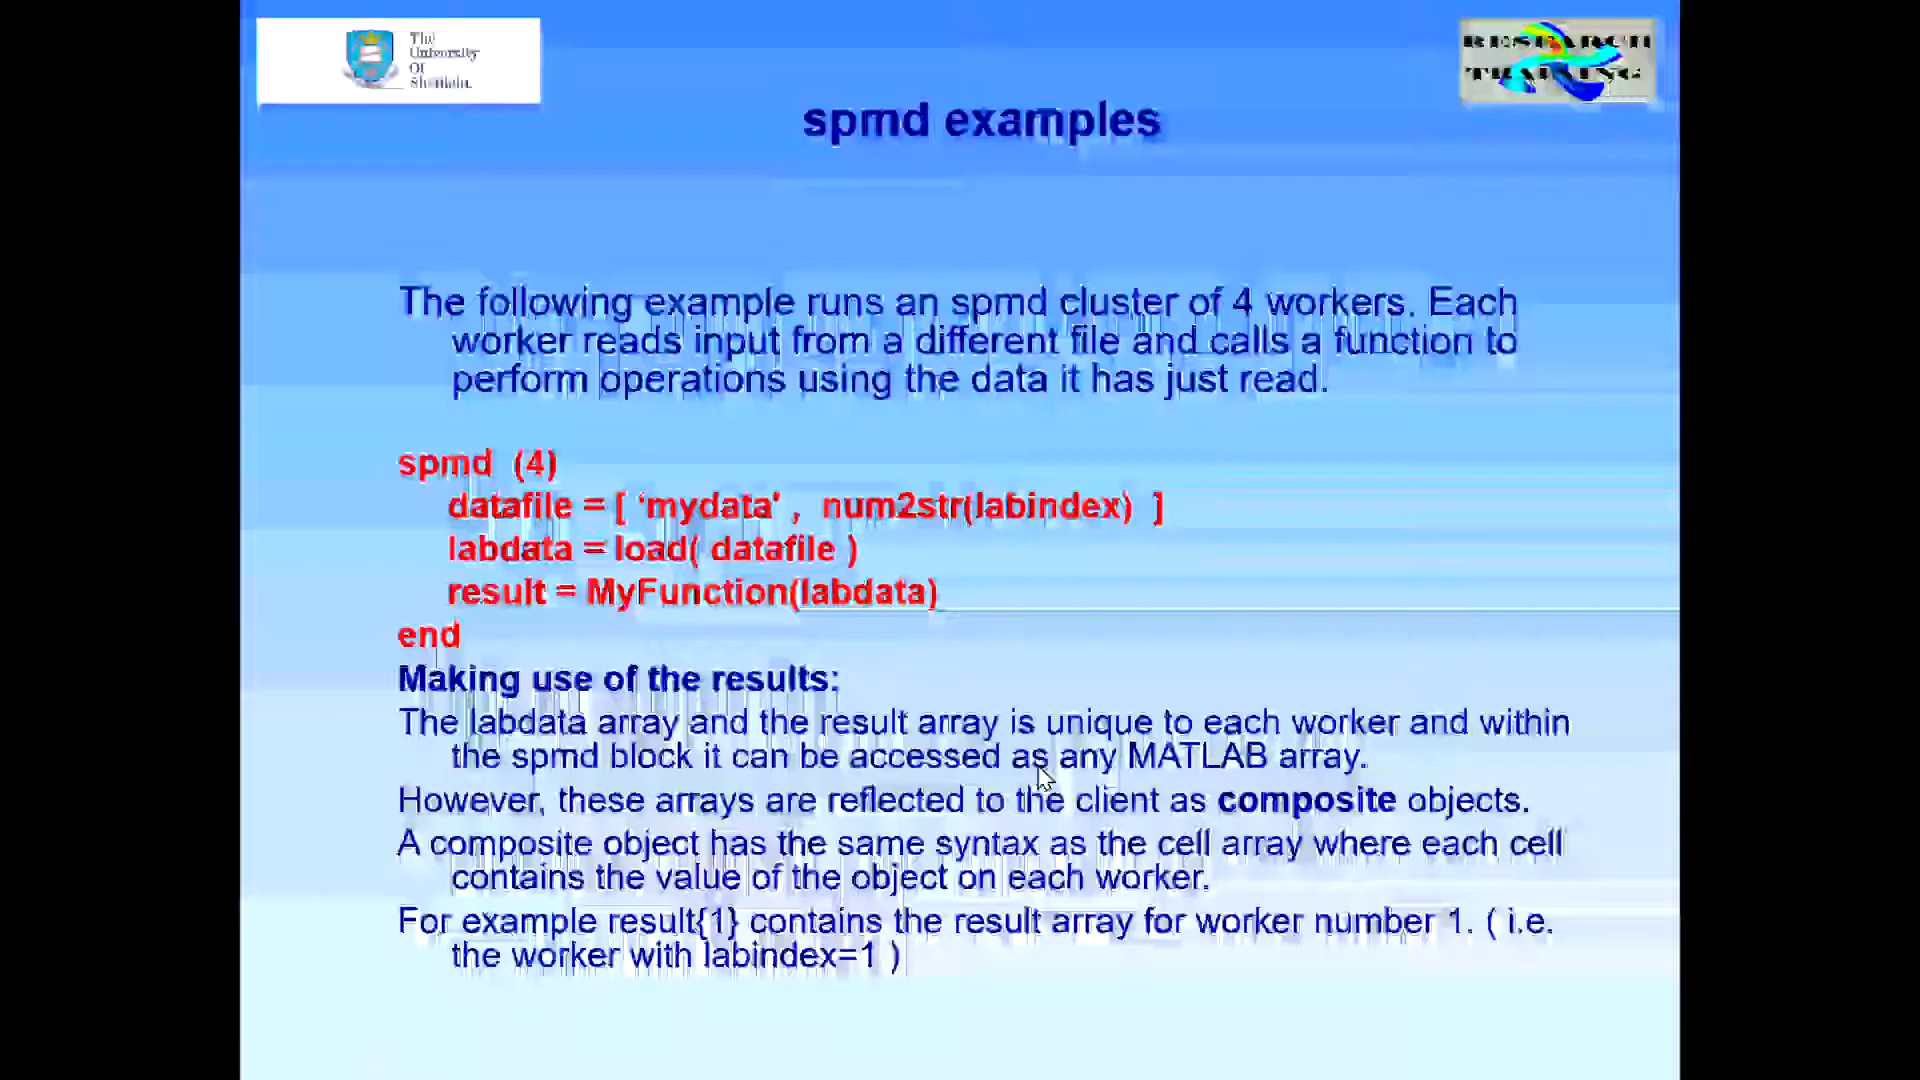 The
University
Of
Sheffield.
RESEARCH
TRAINING
spmd examples
The following example runs an spmd cluster of 4 workers. Each
worker reads input from a different file and calls a function to
perform operations using the data it has just read.
spmd (4)
datafile = [ ‘mydata’ , num2str(labindex) ]
labdata = load( datafile )
result = MyFunction(labdata)
end
Making use of the results:
The labdata array and the result array is unique to each worker and within
the spmd block it can be accessed as any MATLAB array.
However, these arrays are reflected to the client as composite objects.
A composite object has the same syntax as the cell array where each cell
contains the value of the object on each worker.
For example result{1} contains the result array for worker number 1. ( i.e.
the worker with labindex=1 )